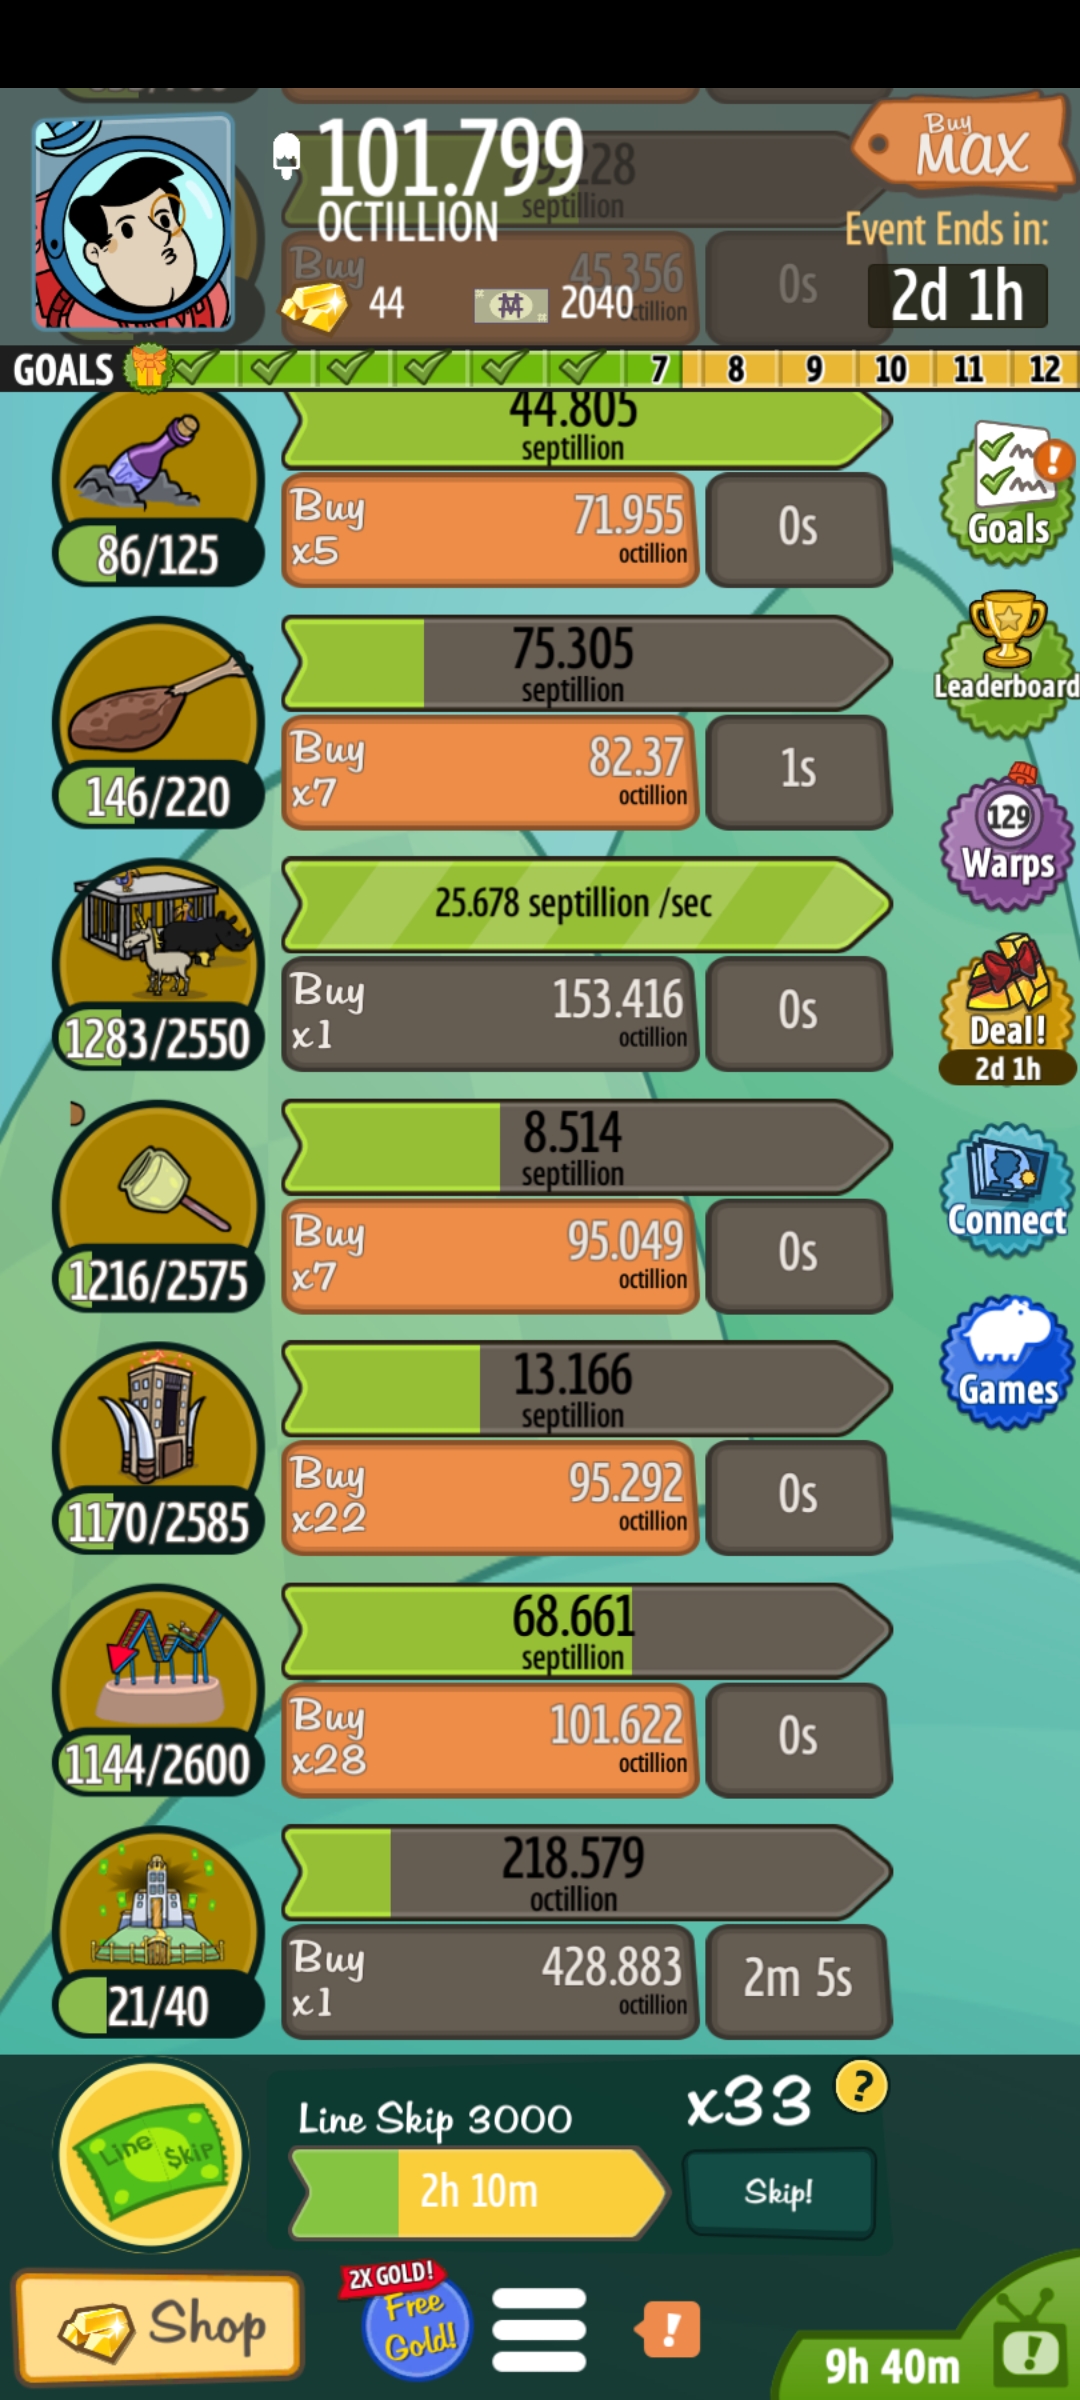 101.799
OCTILLION
Buy
MAX
Event Ends in:
2d 1h
septillion
Buy
45.356
0s
44
2040
GOALS
7
8
9
10
11
12
44.805
septillion
Buy
x5
71.955
octillion
0s
86/125
Goals
75.305
septillion
Buy
x7
82.37
octillion
1s
146/220
Leaderboard
129
Warps
25.678 septillion /sec
Buy
x1
153.416
octillion
0s
1283/2550
Deal!
2d 1h
8.514
septillion
Buy
x7
95.049
octillion
0s
1216/2575
Connect
13.166
septillion
Buy
x22
95.292
octillion
0s
1170/2585
Games
68.661
septillion
Buy
x28
101.622
octillion
0s
1144/2600
218.579
octillion
Buy
x1
428.883
octillion
2m 5s
21/40
Line $kip
Line Skip 3000
x33
?
2h 10m
Skip!
Shop
2X GOLD!
Free
Gold!
!
9h 40m
!